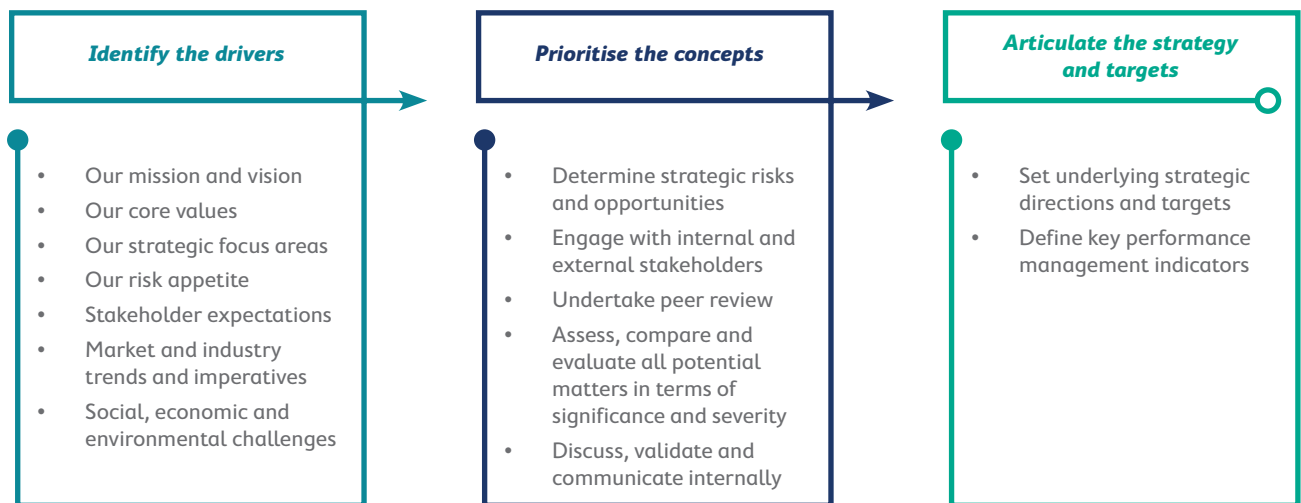 Identify the drivers
• Our mission and vision
• Our core values
• Our strategic focus areas
• Our risk appetite
• Stakeholder expectations
• Market and industry
trends and imperatives
• Social, economic and
environmental challenges
Prioritise the concepts
• Determine strategic risks
and opportunities
• Engage with internal and
external stakeholders
• Undertake peer review
• Assess, compare and
evaluate all potential
matters in terms of
significance and severity
• Discuss, validate and
communicate internally
Articulate the strategy
and targets
• Set underlying strategic
directions and targets
• Define key performance
management indicators